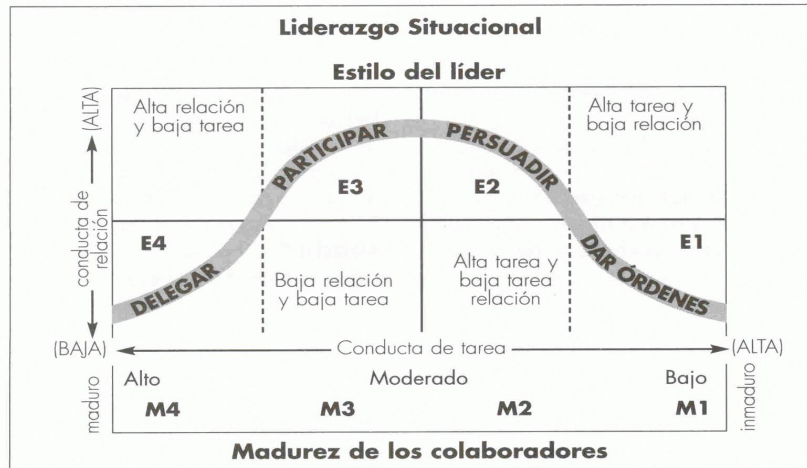 Liderazgo Situacional
Estilo del líder
(ALTA)
conducta de
relación
(BAJA)
Alta relación
y baja tarea
Alta tarea y
baja relación
PARTICIPAR
PERSUADIR
E3
E2
E4
E1
DELEGAR
DAR ÓRDENES
Baja relación
y baja tarea
Alta tarea y
baja tarea
relación
Conducta de tarea
(ALTA)
maduro
Alto
Moderado
Bajo
inmaduro
M4
M3
M2
M1
Madurez de los colaboradores